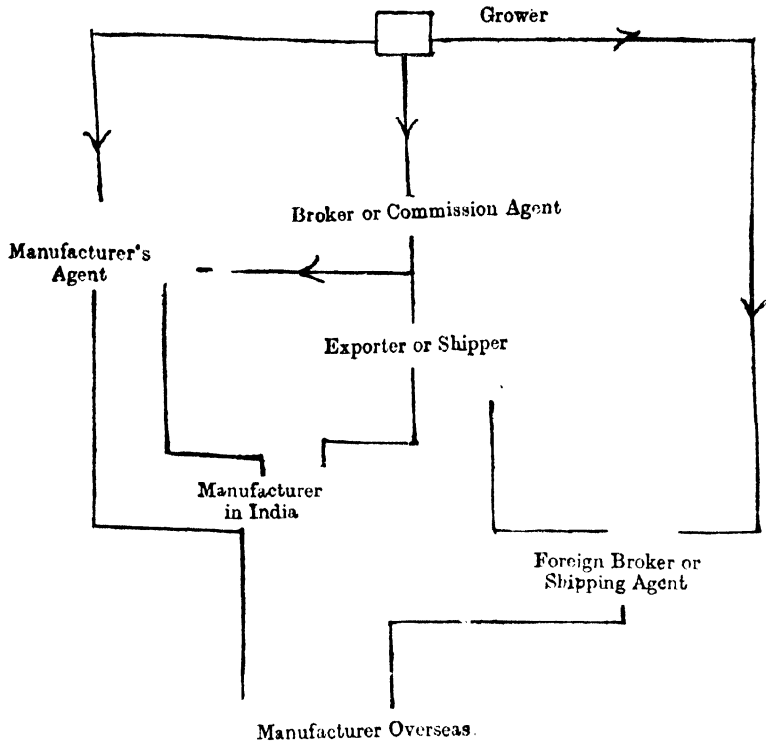 Grower
Broker or Commission Agent
Manufacturer's
Agent
Exporter or Shipper
Manufacturer
in India
Foreign Broker or
Shipping Agent
Manufacturer Overseas.